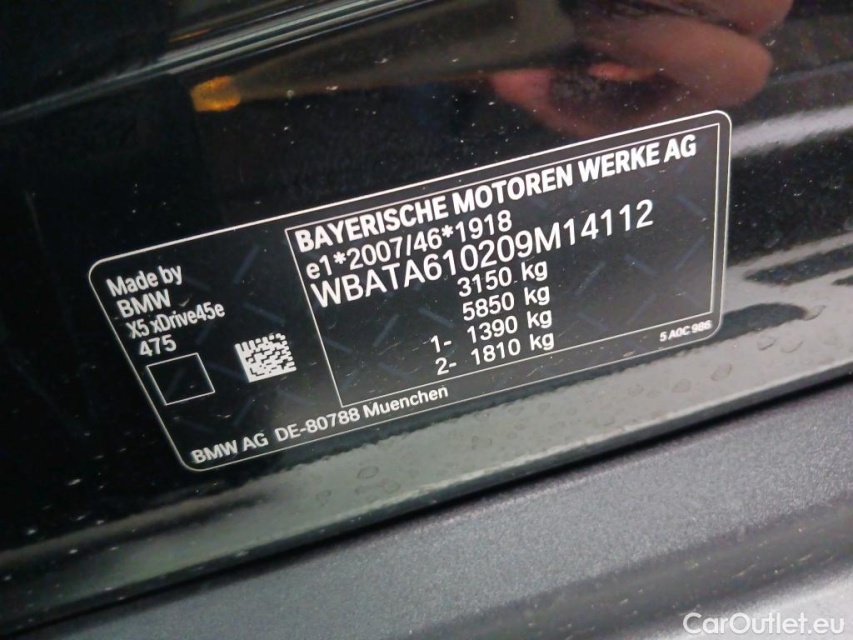 BAYERISCHE MOTOREN WERKE AG
e1*2007/46*1918
WBATA610209M14112
3150 kg
5850 kg
1- 1390 kg
2- 1810 kg
Made by
BMW
X5 xDrive45e
475
5 A0C 986
BMW AG DE-80788 Muenchen
CarOutlet.eu